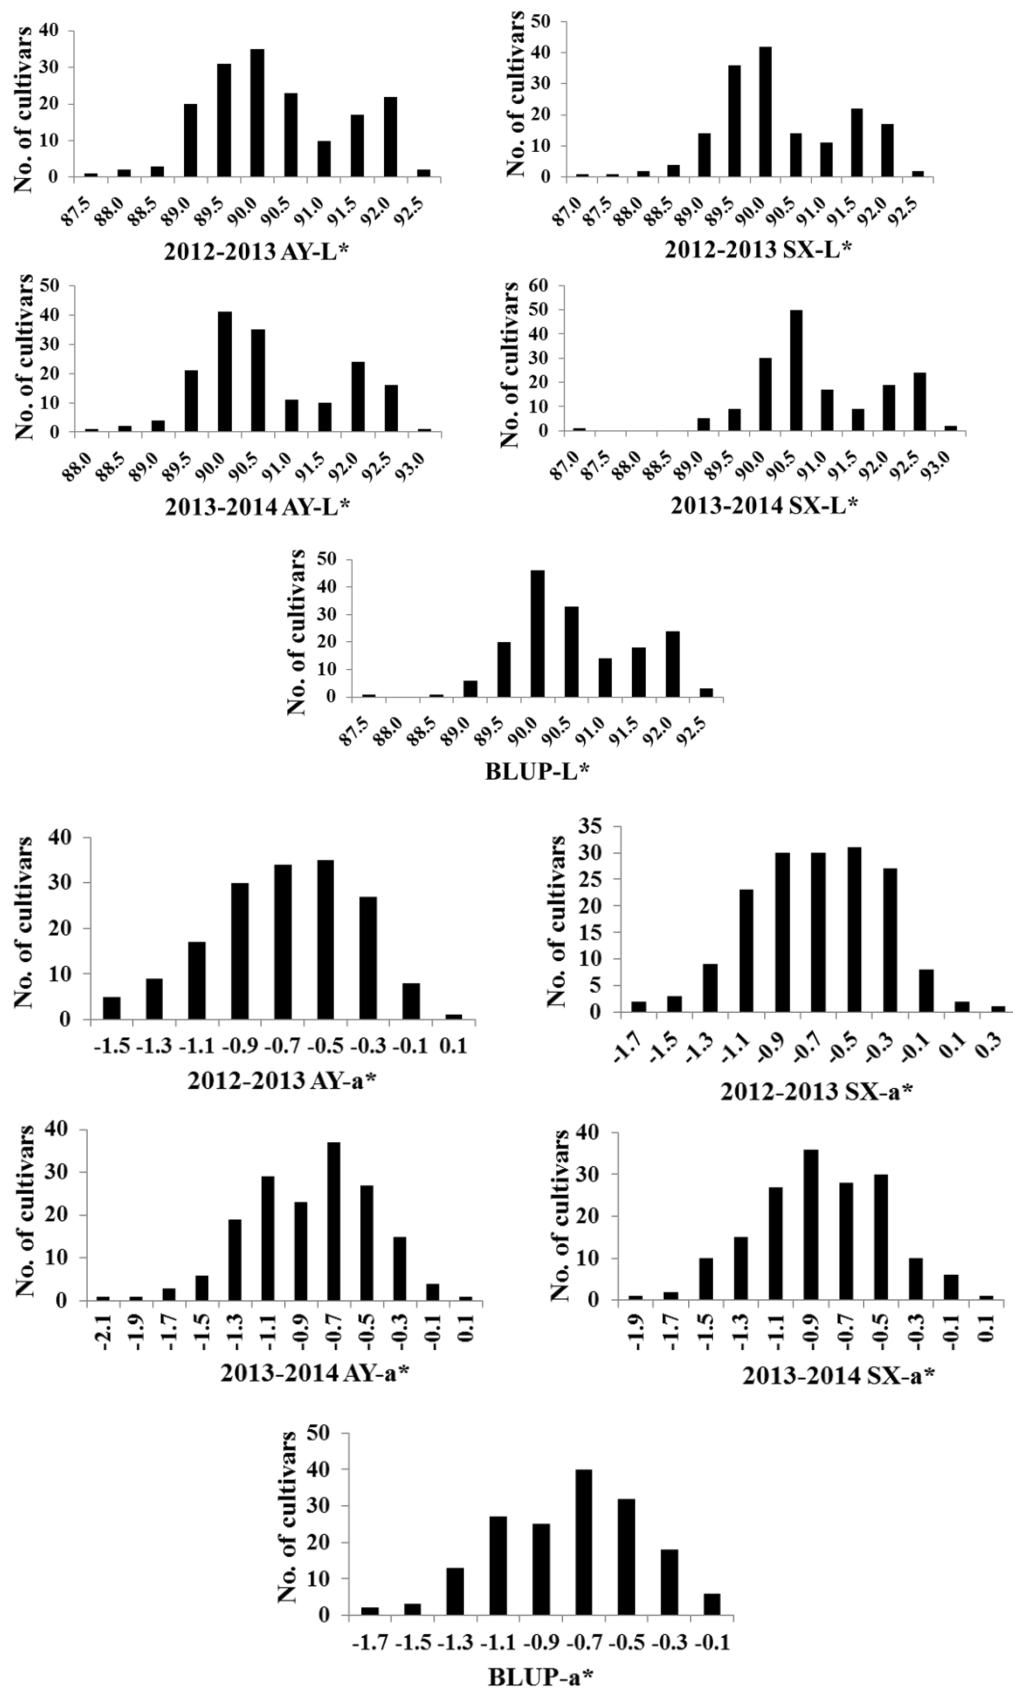 No. of cultivars
40
30
20
10
0
87.5 88.0 88.5 89.0 89.5 90.0 90.5 91.0 91.5 92.0 92.5
2012-2013 AY-L*
No. of cultivars
50
40
30
20
10
0
87.0 87.5 88.0 88.5 89.0 89.5 90.0 90.5 91.0 91.5 92.0 92.5
2012-2013 SX-L*
No. of cultivars
50
40
30
20
10
0
88.0 88.5 89.0 89.5 90.0 90.5 91.0 91.5 92.0 92.5 93.0
2013-2014 AY-L*
No. of cultivars
60
50
40
30
20
10
0
87.0 87.5 88.0 88.5 89.0 89.5 90.0 90.5 91.0 91.5 92.0 92.5 93.0
2013-2014 SX-L*
No. of cultivars
50
40
30
20
10
0
87.5 88.0 88.5 89.0 89.5 90.0 90.5 91.0 91.5 92.0 92.5
BLUP-L*
No. of cultivars
40
30
20
10
0
-1.5 -1.3 -1.1 -0.9 -0.7 -0.5 -0.3 -0.1 0.1
2012-2013 AY-a*
No. of cultivars
35
30
25
20
15
10
5
0
-1.7 -1.5 -1.3 -1.1 -0.9 -0.7 -0.5 -0.3 -0.1 0.1 0.3
2012-2013 SX-a*
No. of cultivars
40
30
20
10
0
-2.1 -1.9 -1.7 -1.5 -1.3 -1.1 -0.9 -0.7 -0.5 -0.3 -0.1 0.1
2013-2014 AY-a*
No. of cultivars
40
30
20
10
0
-1.9 -1.7 -1.5 -1.3 -1.1 -0.9 -0.7 -0.5 -0.3 -0.1 0.1
2013-2014 SX-a*
No. of cultivars
50
40
30
20
10
0
-1.7 -1.5 -1.3 -1.1 -0.9 -0.7 -0.5 -0.3 -0.1
BLUP-a*